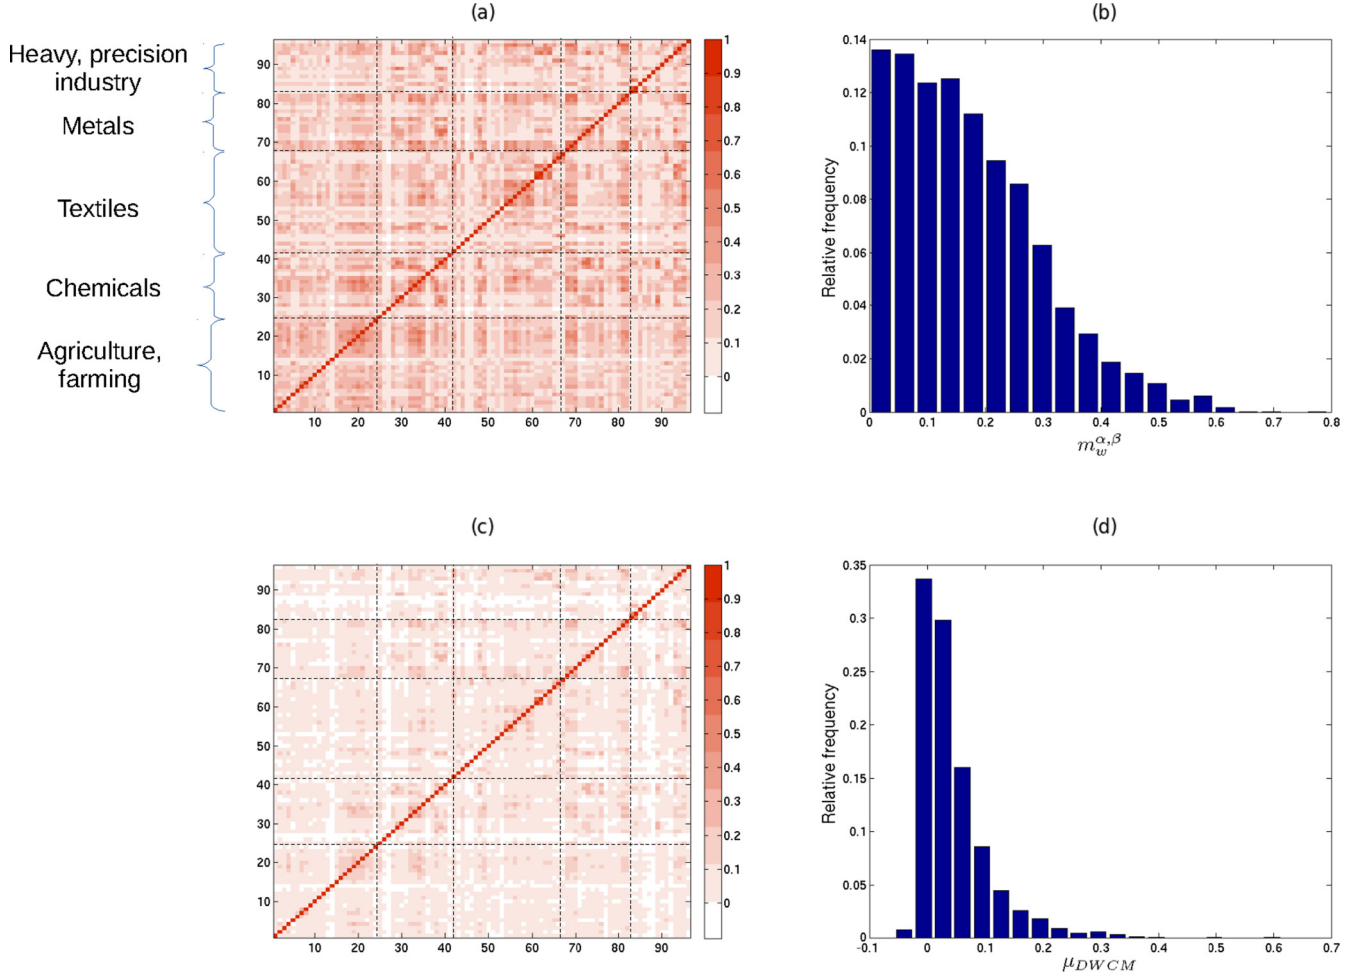 (a)
Heavy, precision
industry
Metals
Textiles
Chemicals
Agriculture,
farming
90
80
70
60
50
40
30
20
10
10 20 30 40 50 60 70 80 90
1
0.9
0.8
0.7
0.6
0.5
0.4
0.3
0.2
0.1
0
(b)
Relative frequency
0.14
0.12
0.1
0.08
0.06
0.04
0.02
0
0 0.1 0.2 0.3 0.4 0.5 0.6 0.7 0.8
m_w^{α,β}
(c)
90
80
70
60
50
40
30
20
10
10 20 30 40 50 60 70 80 90
1
0.9
0.8
0.7
0.6
0.5
0.4
0.3
0.2
0.1
0
(d)
Relative frequency
0.35
0.3
0.25
0.2
0.15
0.1
0.05
0
-0.1 0 0.1 0.2 0.3 0.4 0.5 0.6 0.7
μ_{DWCM}